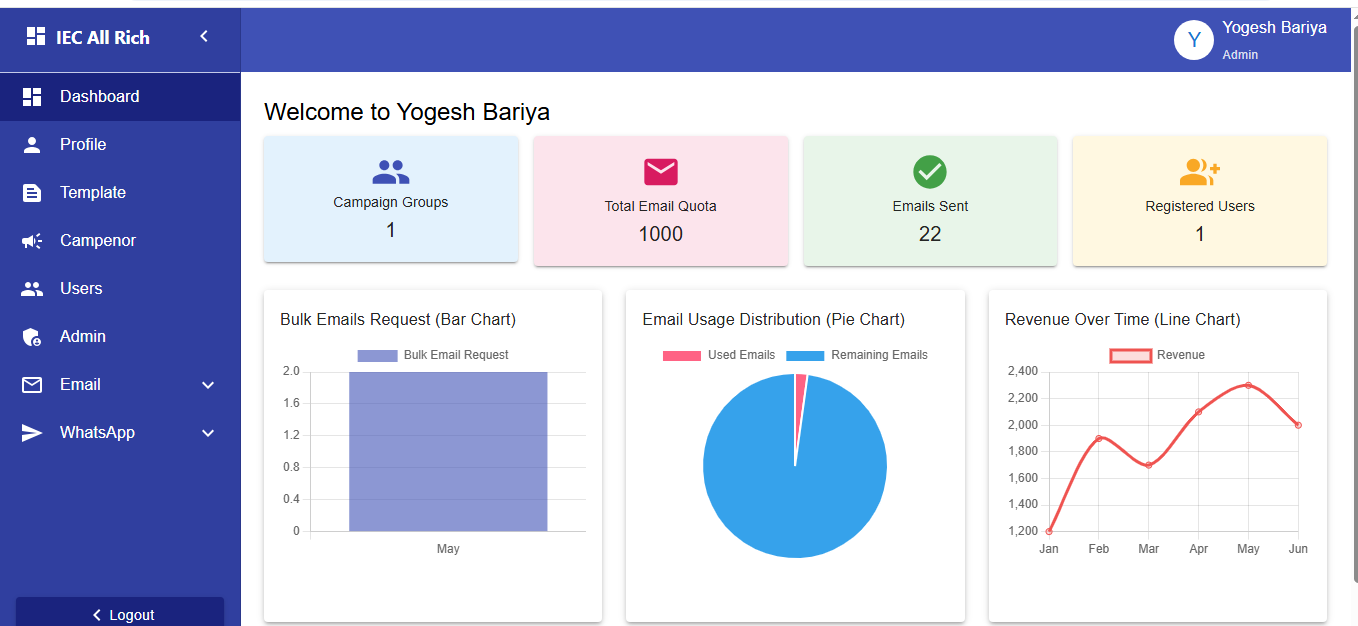 IEC All Rich
Yogesh Bariya
Y
Admin
Dashboard
Profile
Template
Campenor
Users
Admin
Email
WhatsApp
Logout
Welcome to Yogesh Bariya
Campaign Groups
1
Total Email Quota
1000
Emails Sent
22
Registered Users
1
Bulk Emails Request (Bar Chart)
Bulk Email Request
2.0
1.6
1.2
0.8
0.4
0
May
Email Usage Distribution (Pie Chart)
Used Emails Remaining Emails
Revenue Over Time (Line Chart)
Revenue
2,400
2,200
2,000
1,800
1,600
1,400
1,200
Jan Feb Mar Apr May Jun